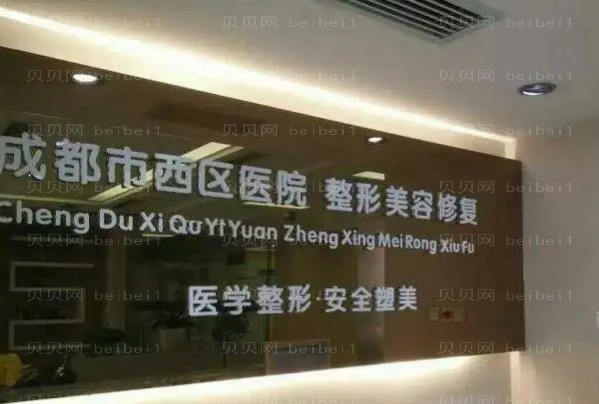 成都市西区医院 整形美容修复
Cheng Du Xi Qu YI Yuan Zheng Xing Mei Rong Xiu Fu
医学整形·安全塑美
贝贝网 beibei1